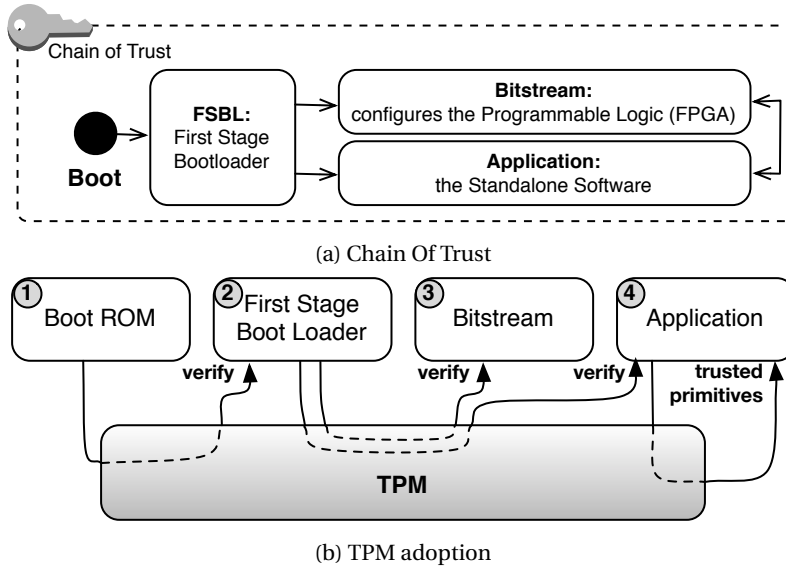 Chain of Trust
Boot
FSBL:
First Stage
Bootloader
Bitstream:
configures the Programmable Logic (FPGA)
Application:
the Standalone Software
(a) Chain Of Trust
1
Boot ROM
2
First Stage
Boot Loader
3
Bitstream
4
Application
verify
verify
verify
trusted
primitives
TPM
(b) TPM adoption